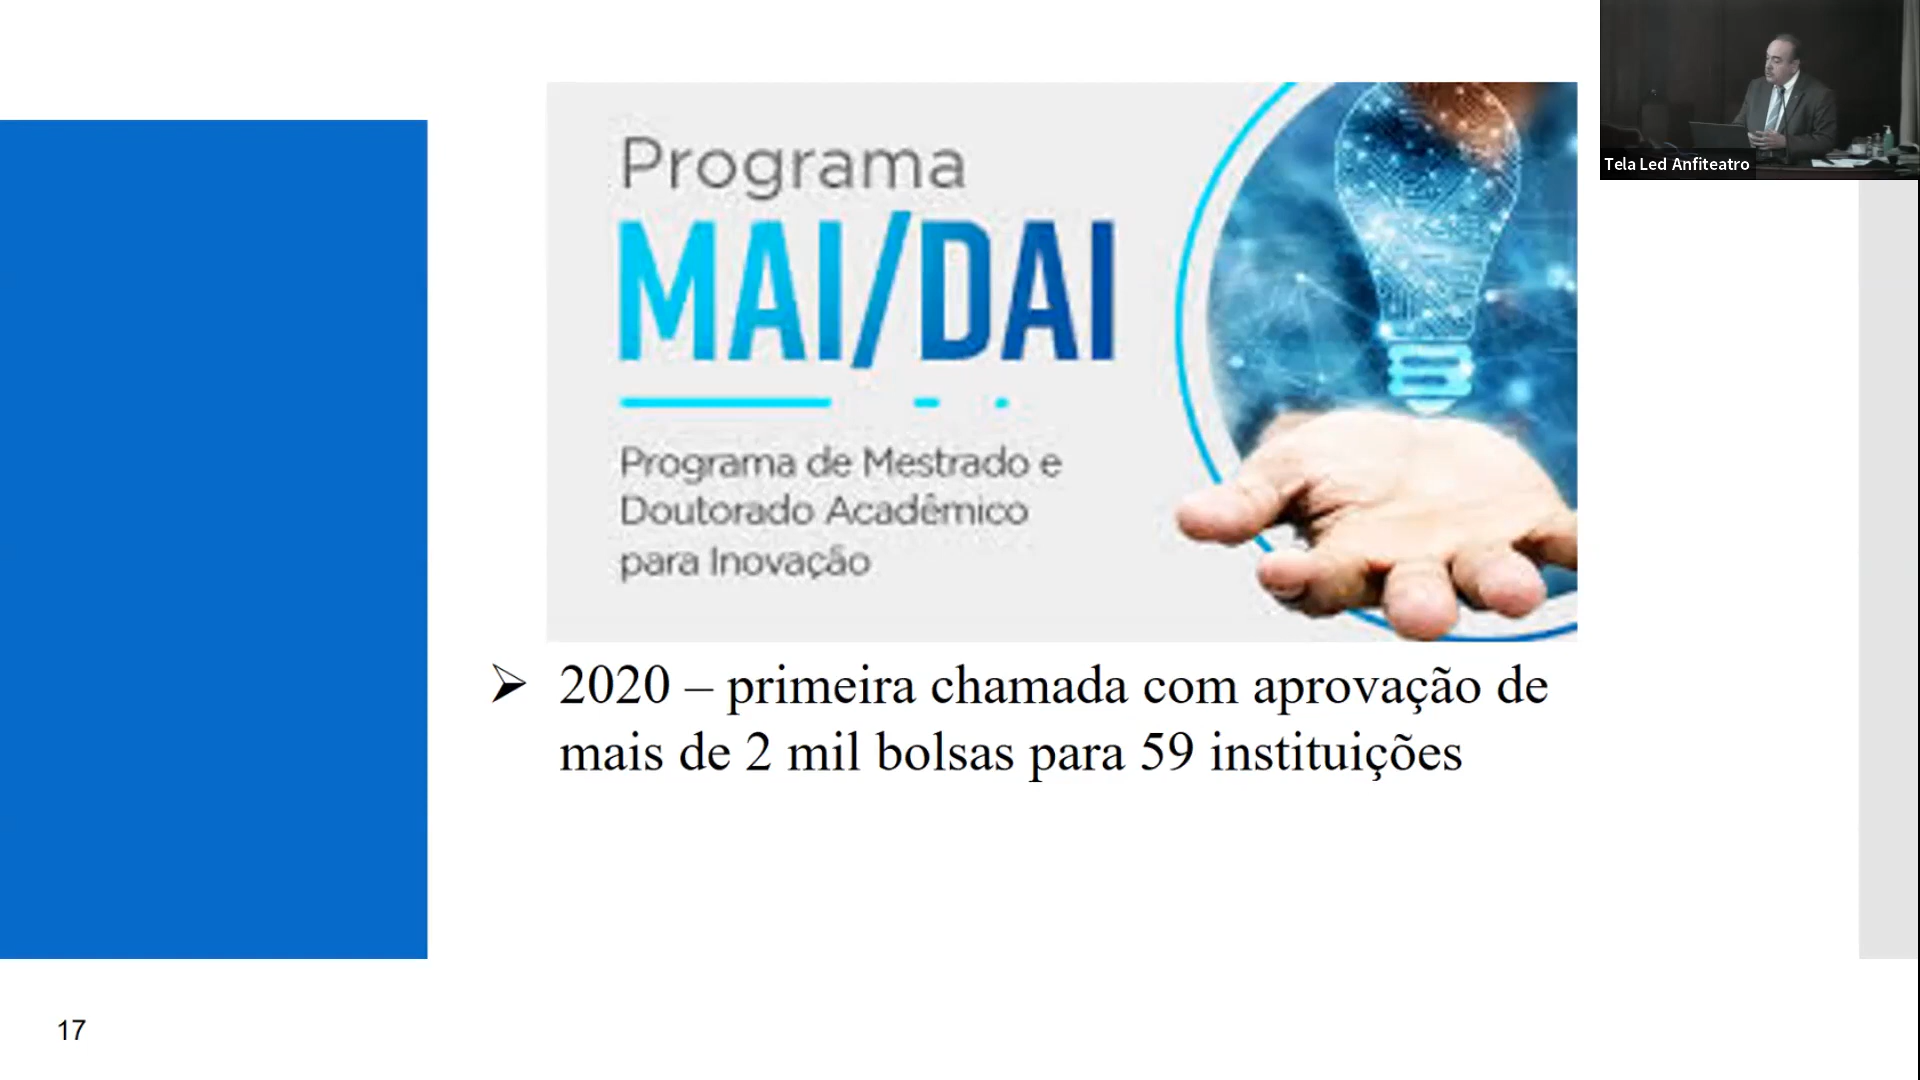 Programa
MAI/DAI
Programa de Mestrado e
Doutorado Acadêmico
para Inovação
➢ 2020 – primeira chamada com aprovação de
mais de 2 mil bolsas para 59 instituições
17
Tela Led Anfiteatro